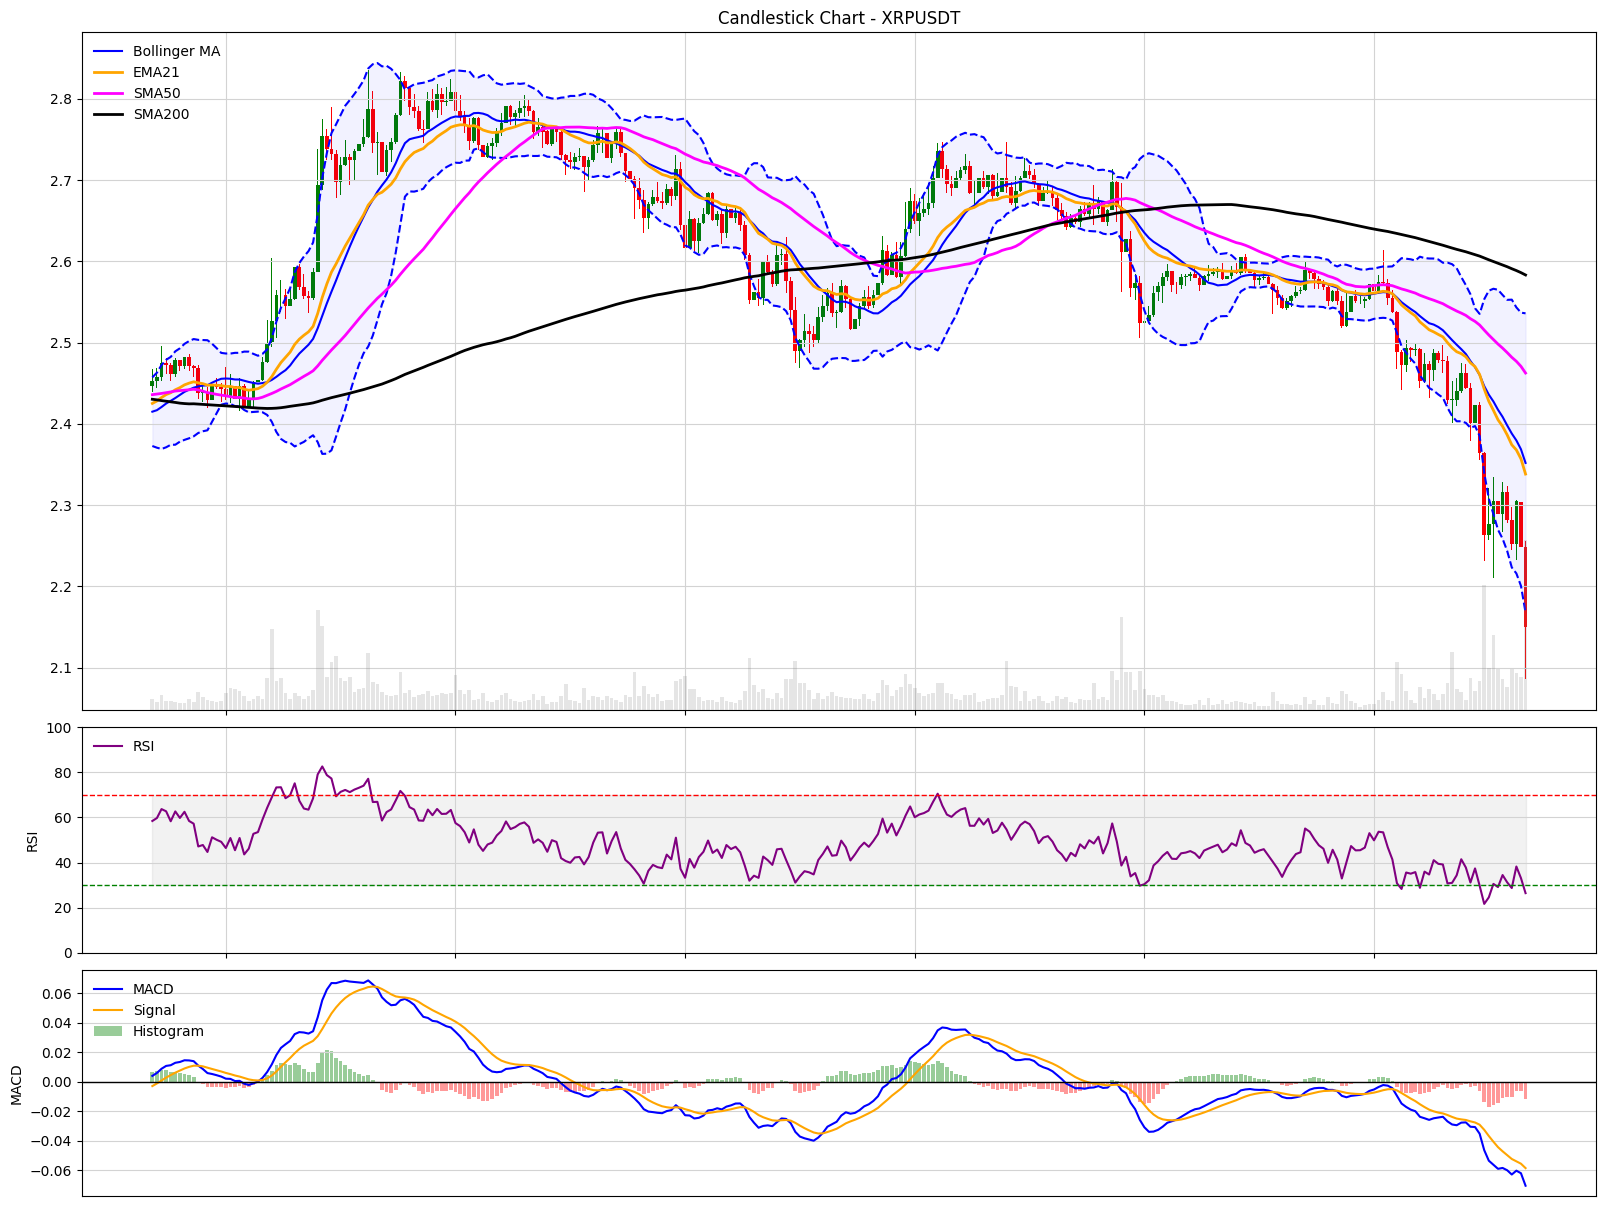 Candlestick Chart - XRPUSDT
Bollinger MA
EMA21
SMA50
SMA200
2.8
2.7
2.6
2.5
2.4
2.3
2.2
2.1
RSI
100
80
60
40
20
0
RSI
MACD
Signal
Histogram
0.06
0.04
0.02
0.00
−0.02
−0.04
−0.06
MACD